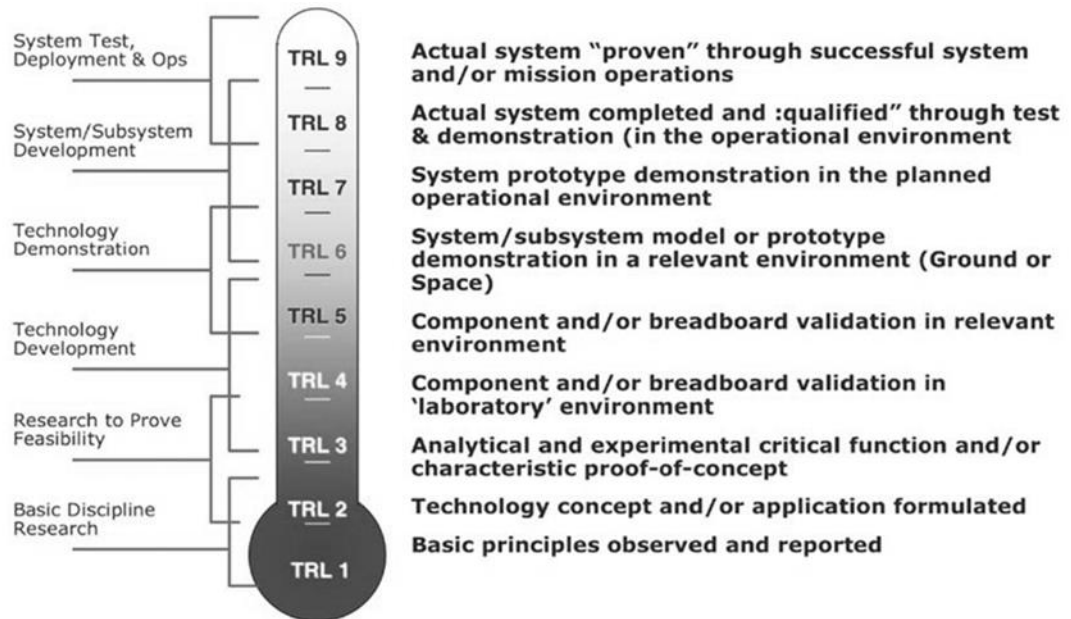 System Test,
Deployment & Ops
System/Subsystem
Development
Technology
Demonstration
Technology
Development
Research to Prove
Feasibility
Basic Discipline
Research
TRL 9
TRL 8
TRL 7
TRL 6
TRL 5
TRL 4
TRL 3
TRL 2
TRL 1
Actual system “proven” through successful system
and/or mission operations
Actual system completed and :qualified” through test
& demonstration (in the operational environment
System prototype demonstration in the planned
operational environment
System/subsystem model or prototype
demonstration in a relevant environment (Ground or
Space)
Component and/or breadboard validation in relevant
environment
Component and/or breadboard validation in
‘laboratory’ environment
Analytical and experimental critical function and/or
characteristic proof-of-concept
Technology concept and/or application formulated
Basic principles observed and reported